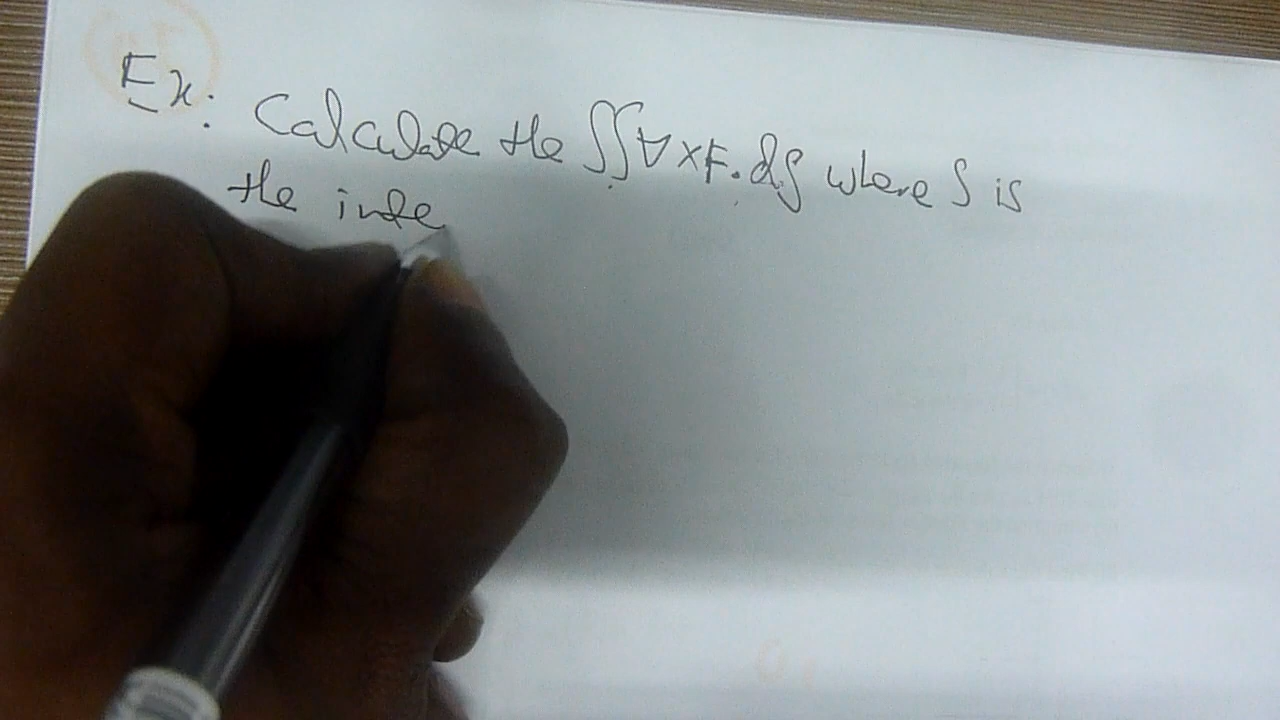 Ex: Calculate the ∬∇×F.ds where S is
the inte